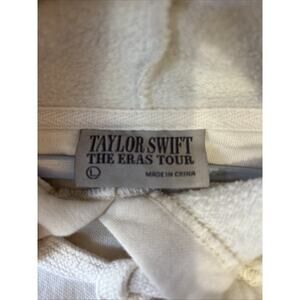 TAYLOR SWIFT
THE ERAS TOUR
L
MADE IN CHINA